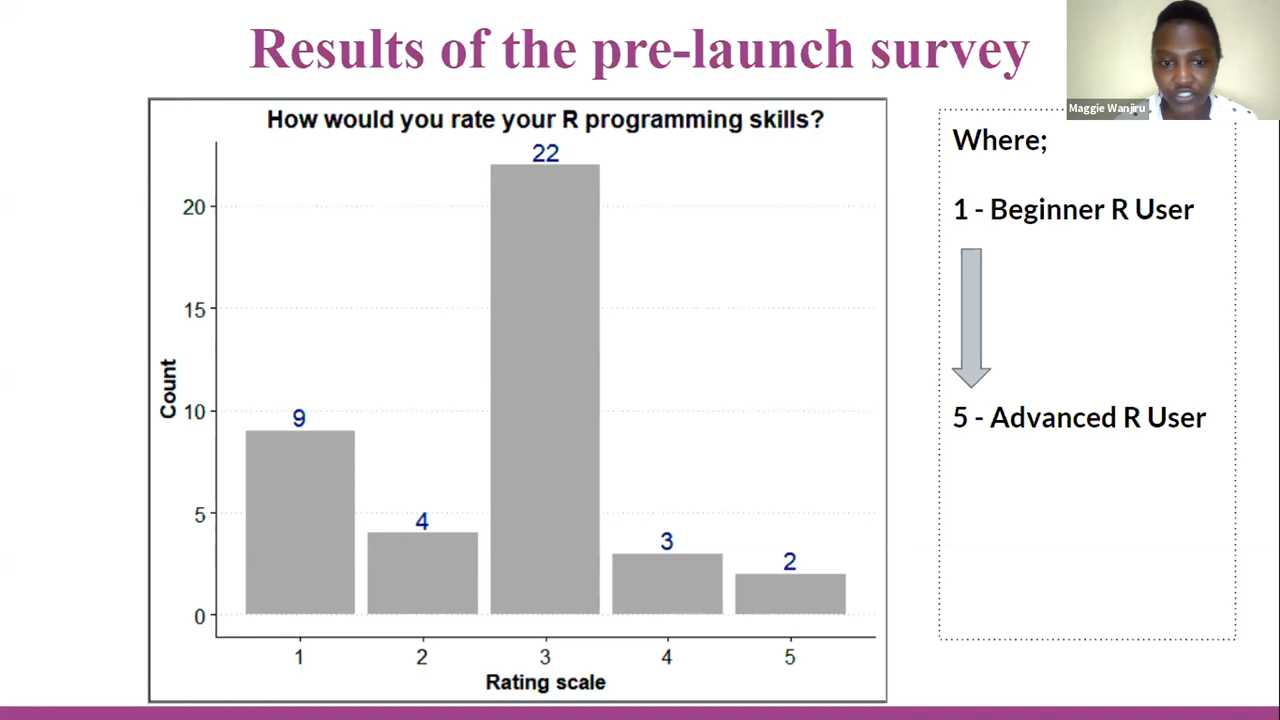 Results of the pre-launch survey
Maggie Wanjiru
How would you rate your R programming skills?
22
20
15
10
5
0
Count
9
4
3
2
1
2
3
4
5
Rating scale
Where;
1 - Beginner R User
5 - Advanced R User